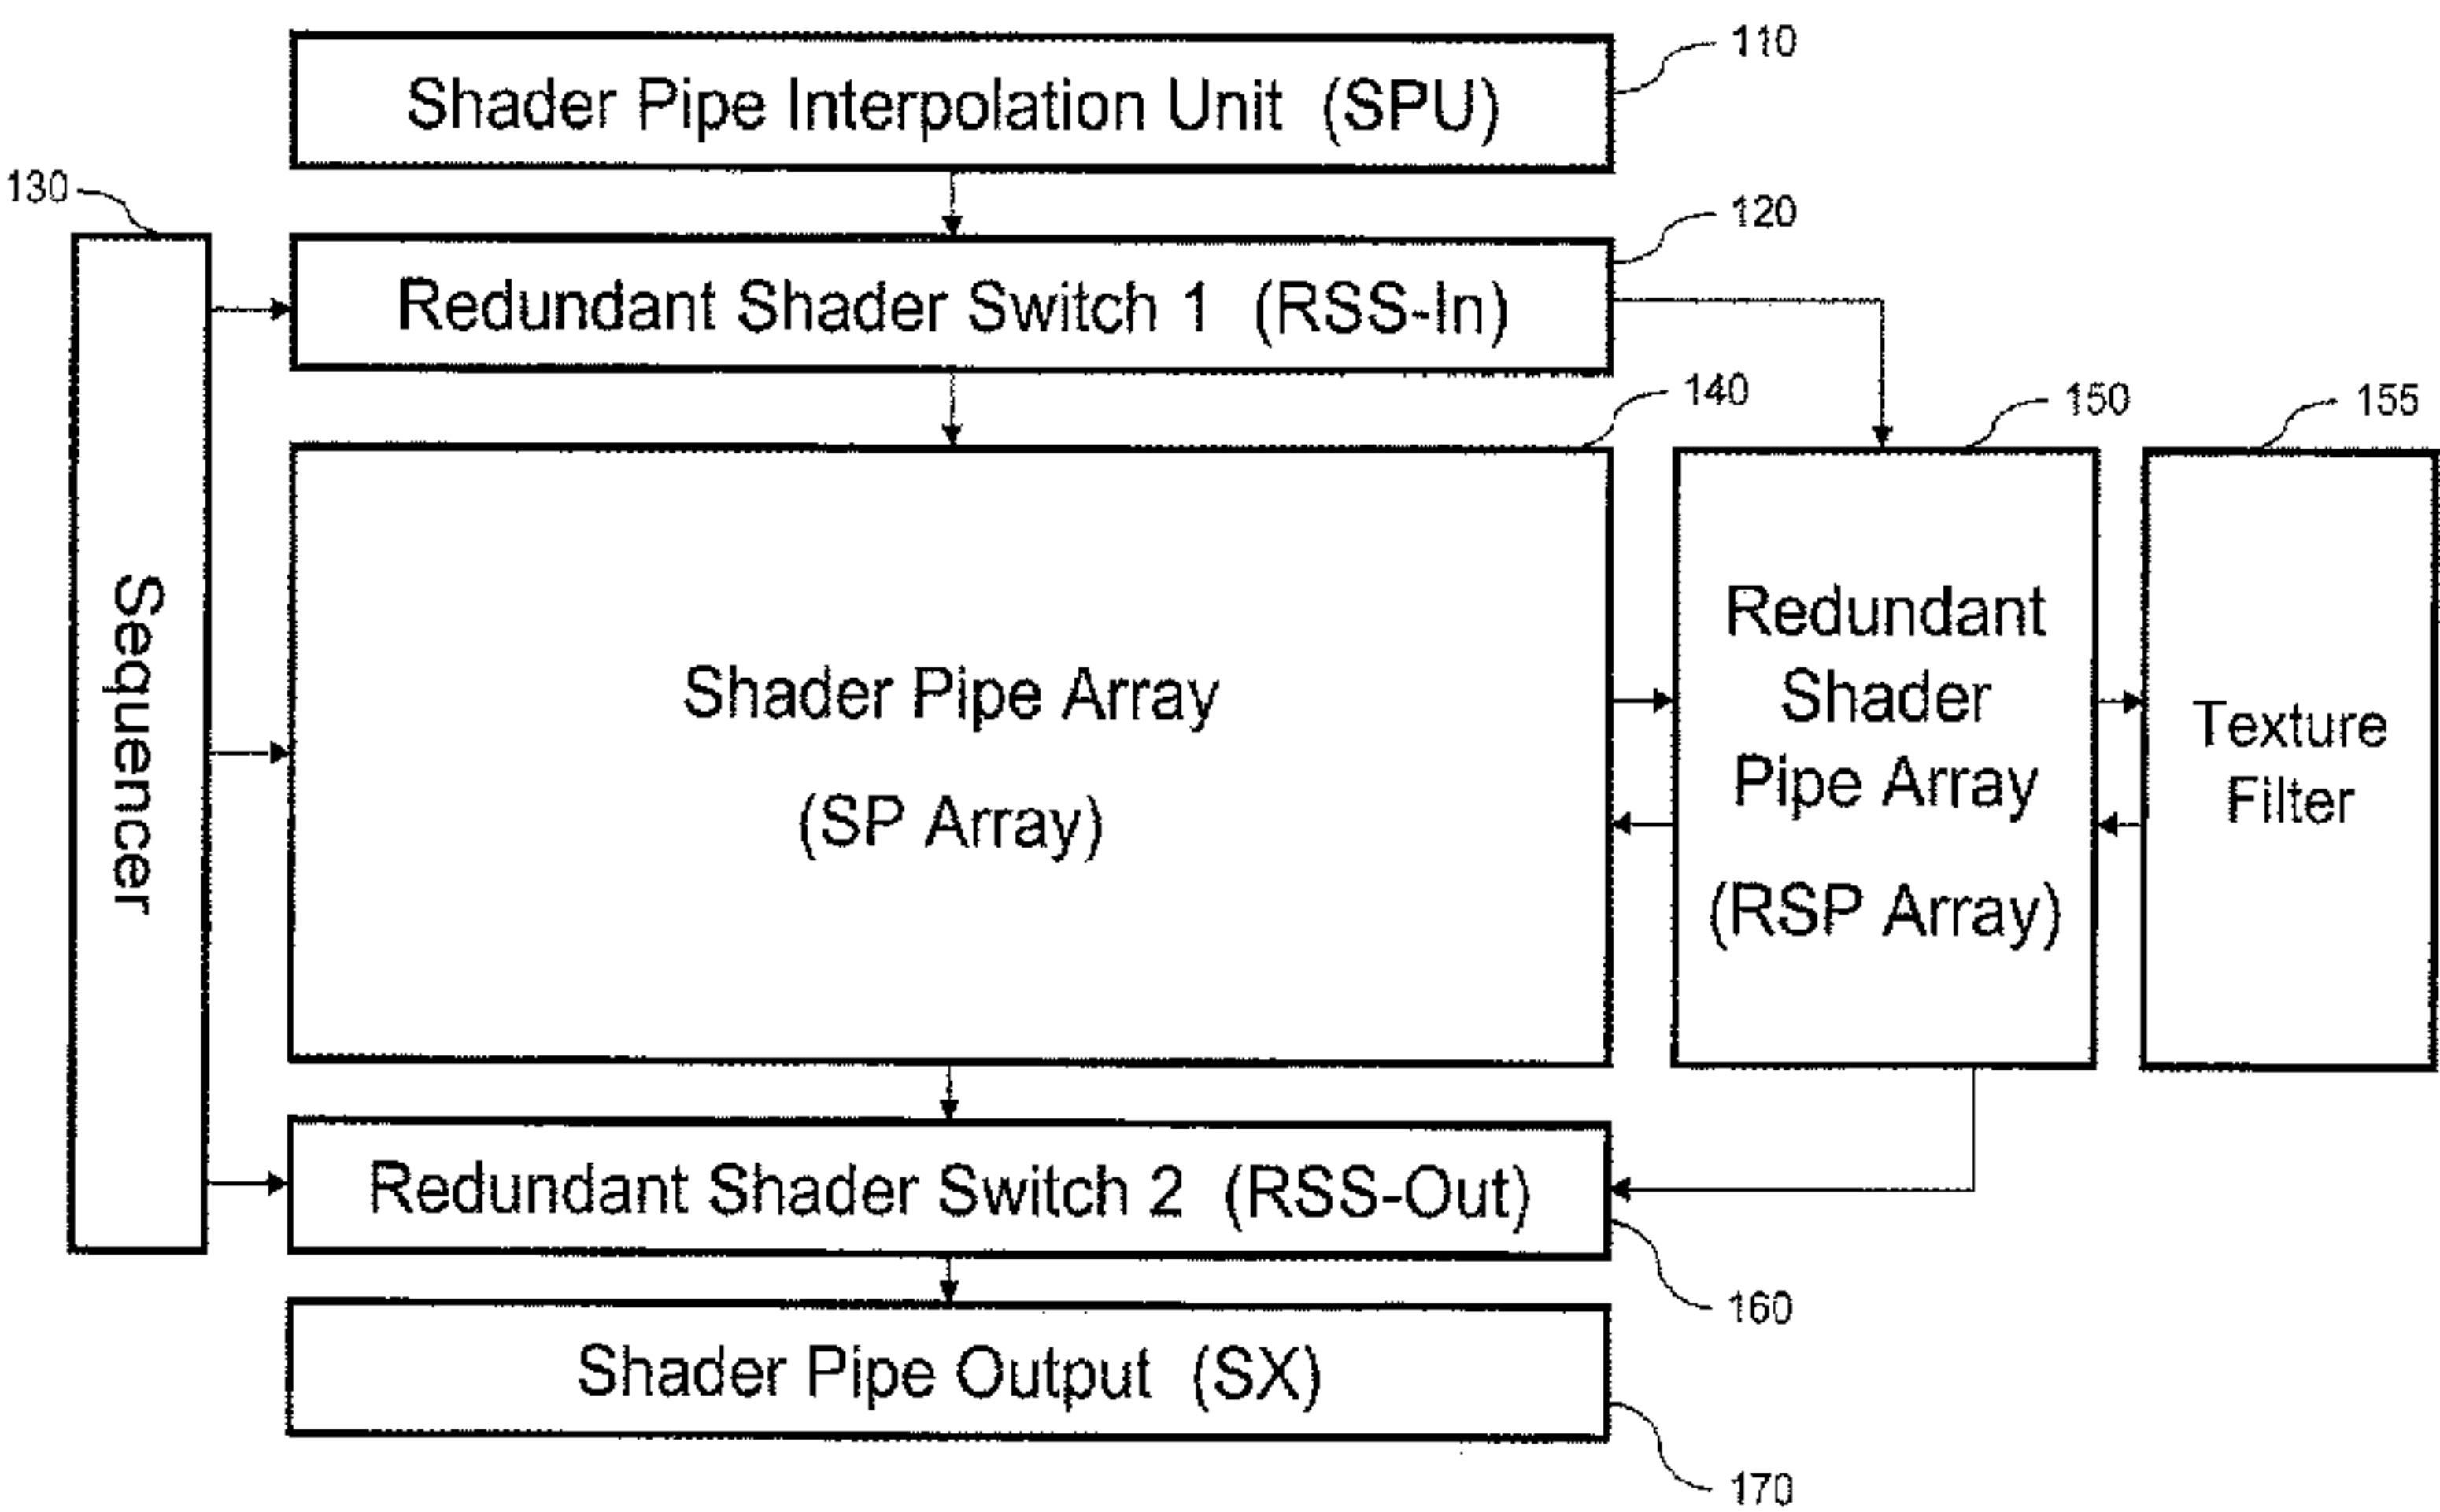 110
Shader Pipe Interpolation Unit (SPU)
130
120
Redundant Shader Switch 1 (RSS-In)
140
150
155
Sequencer
Shader Pipe Array
(SP Array)
Redundant
Shader
Pipe Array
(RSP Array)
Texture
Filter
Redundant Shader Switch 2 (RSS-Out)
160
Shader Pipe Output (SX)
170